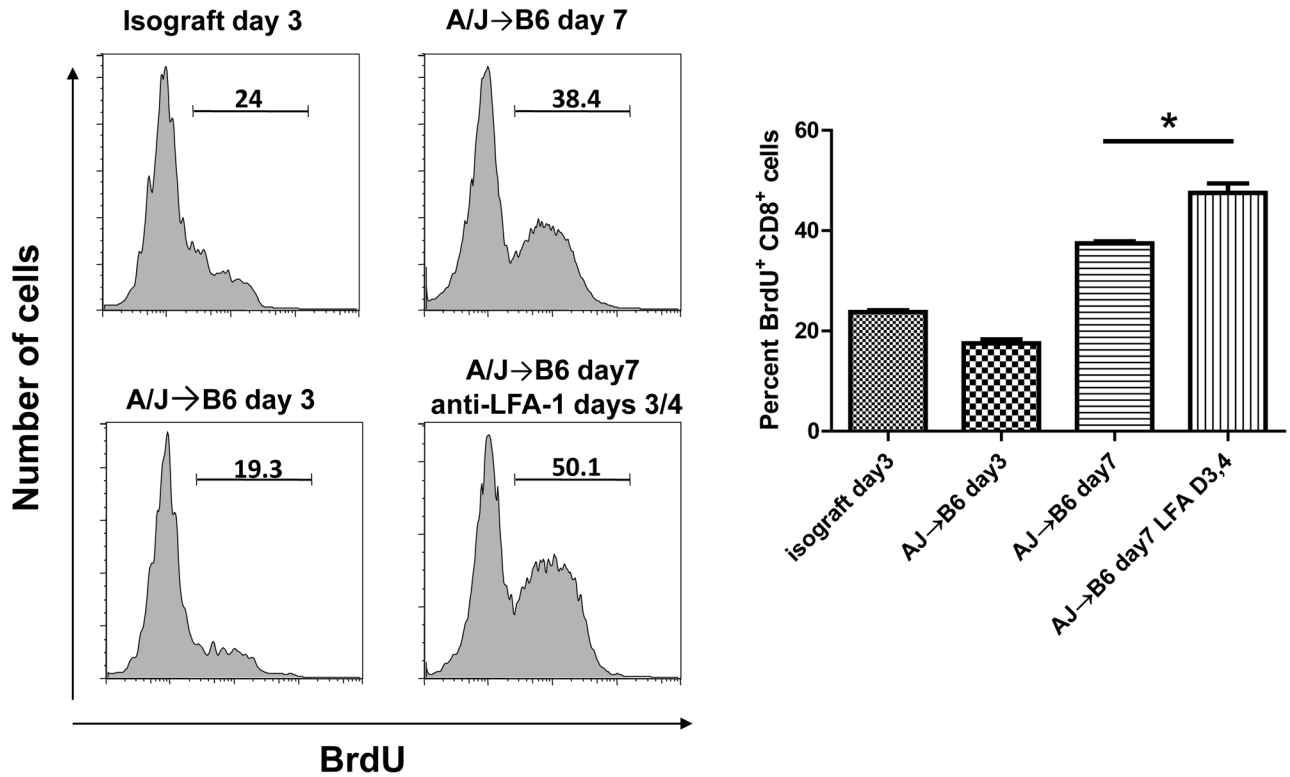 Isograft day 3
A/J→B6 day 7
24
38.4
A/J→B6 day 3
A/J→B6 day7
anti-LFA-1 days 3/4
19.3
50.1
Number of cells
BrdU
Percent BrdU+ CD8+ cells
60
40
20
0
*
isograft day3
AJ→B6 day3
AJ→B6 day7
AJ→B6 day7 LFA D3,4